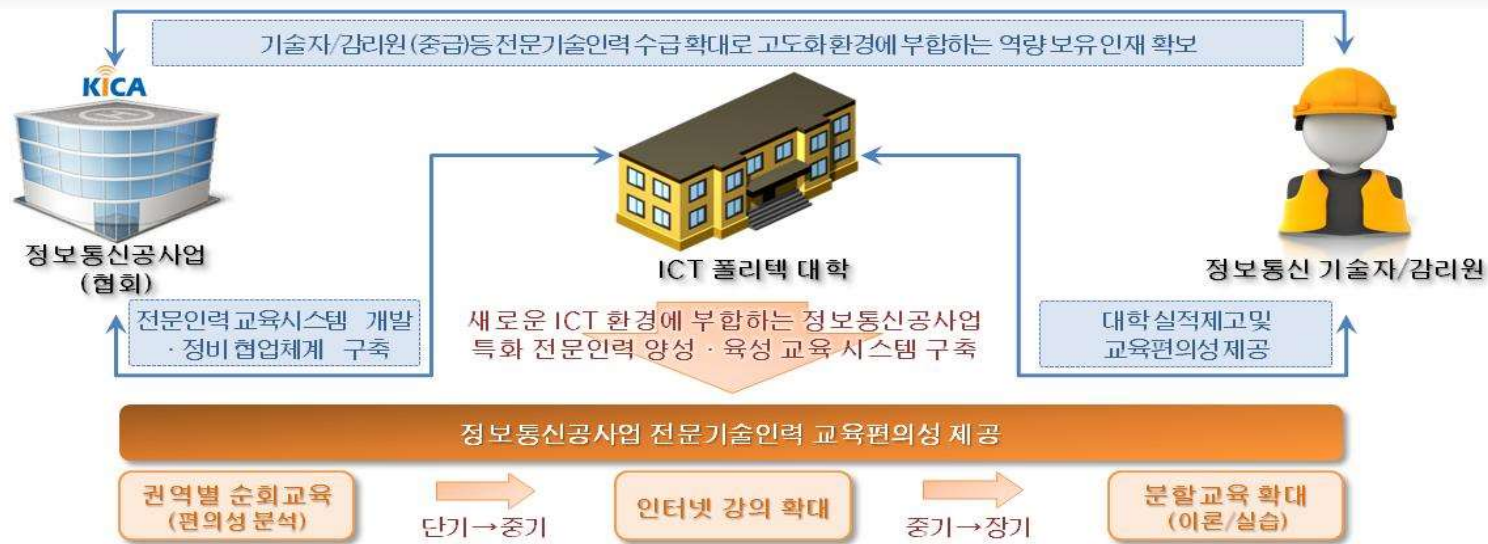 기술자/감리원(중급)등 전문기술인력 수급 확대로 고도화 환경에 부합하는 역량 보유 인재 확보
KICA
정보통신공사업
(협회)
ICT 폴리텍 대학
정보통신 기술자/감리원
전문인력 교육시스템 개발
· 정비 협업체계 구축
새로운 ICT 환경에 부합하는 정보통신공사업
특화 전문인력 양성 · 육성 교육 시스템 구축
대학 실적제고 및
교육편의성 제공
정보통신공사업 전문기술인력 교육편의성 제공
권역별 순회교육
(편의성 분석)
단기→중기
인터넷 강의 확대
중기→장기
분할교육 확대
(이론/실습)